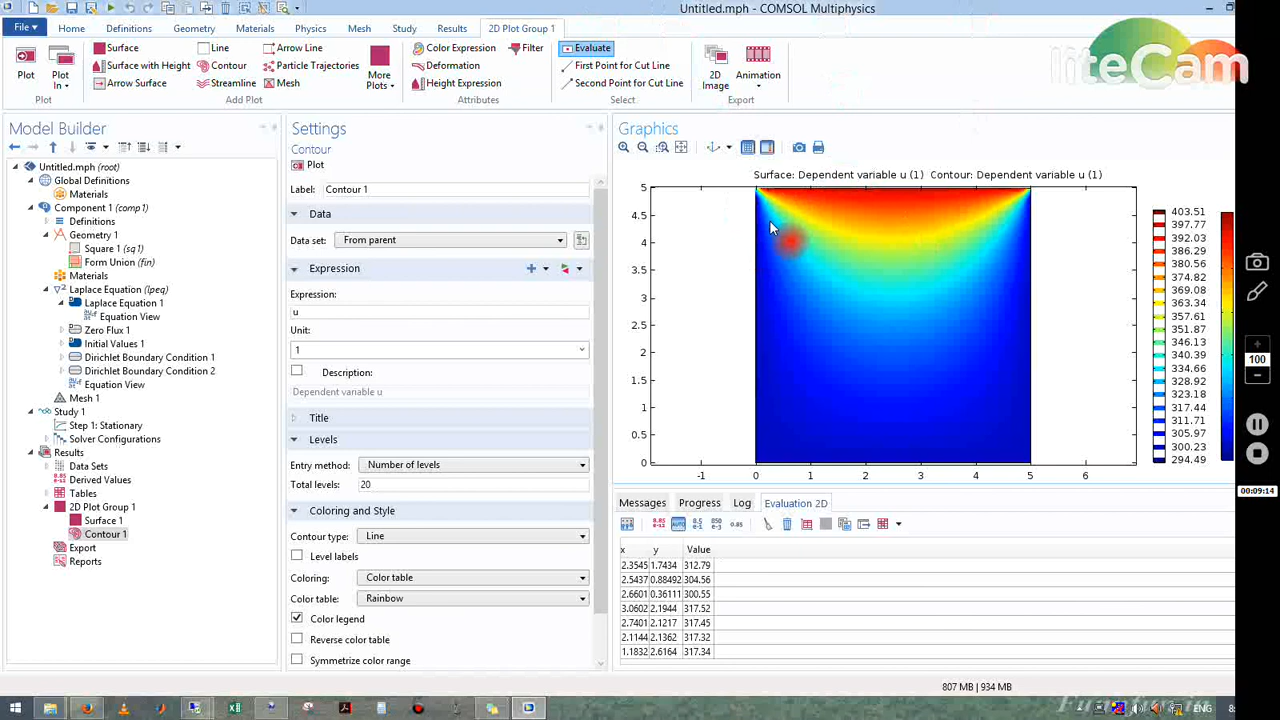 Untitled.mph - COMSOL Multiphysics
File
Home
Definitions
Geometry
Materials
Physics
Mesh
Study
Results
2D Plot Group 1
Plot
Plot In
Plot
Surface
Surface with Height
Arrow Surface
Line
Contour
Streamline
Arrow Line
Particle Trajectories
Mesh
More Plots
Add Plot
Color Expression
Deformation
Height Expression
Filter
Attributes
Evaluate
First Point for Cut Line
Second Point for Cut Line
Select
2D Image
Animation
Export
iteCam
Model Builder
Untitled.mph (root)
Global Definitions
Materials
Component 1 (comp1)
Definitions
Geometry 1
Square 1 (sq1)
Form Union (fin)
Materials
Laplace Equation (lpeq)
Laplace Equation 1
Equation View
Zero Flux 1
Initial Values 1
Dirichlet Boundary Condition 1
Dirichlet Boundary Condition 2
Equation View
Mesh 1
Study 1
Step 1: Stationary
Solver Configurations
Results
Data Sets
Derived Values
Tables
2D Plot Group 1
Surface 1
Contour 1
Export
Reports
Settings
Contour
Plot
Label: Contour 1
Data
Data set: From parent
Expression
Expression:
u
Unit:
1
Description:
Dependent variable u
Title
Levels
Entry method: Number of levels
Total levels: 20
Coloring and Style
Contour type: Line
Level labels
Coloring: Color table
Color table: Rainbow
Color legend
Reverse color table
Symmetrize color range
Graphics
Surface: Dependent variable u (1) Contour: Dependent variable u (1)
5
4.5
4
3.5
3
2.5
2
1.5
1
0.5
0
-1 0 1 2 3 4 5 6
403.51
397.77
392.03
386.29
380.56
374.82
369.08
363.34
357.61
351.87
346.13
340.39
334.66
328.92
323.18
317.44
311.71
305.97
300.23
294.49
Messages Progress Log Evaluation 2D
x y Value
2.3545 1.7434 312.79
2.5437 0.88492 304.56
2.6601 0.36111 300.55
3.0602 2.1944 317.52
2.7401 2.1217 317.45
2.1144 2.1362 317.32
1.1832 2.6164 317.34
807 MB | 934 MB
100
00:09:14
ENG